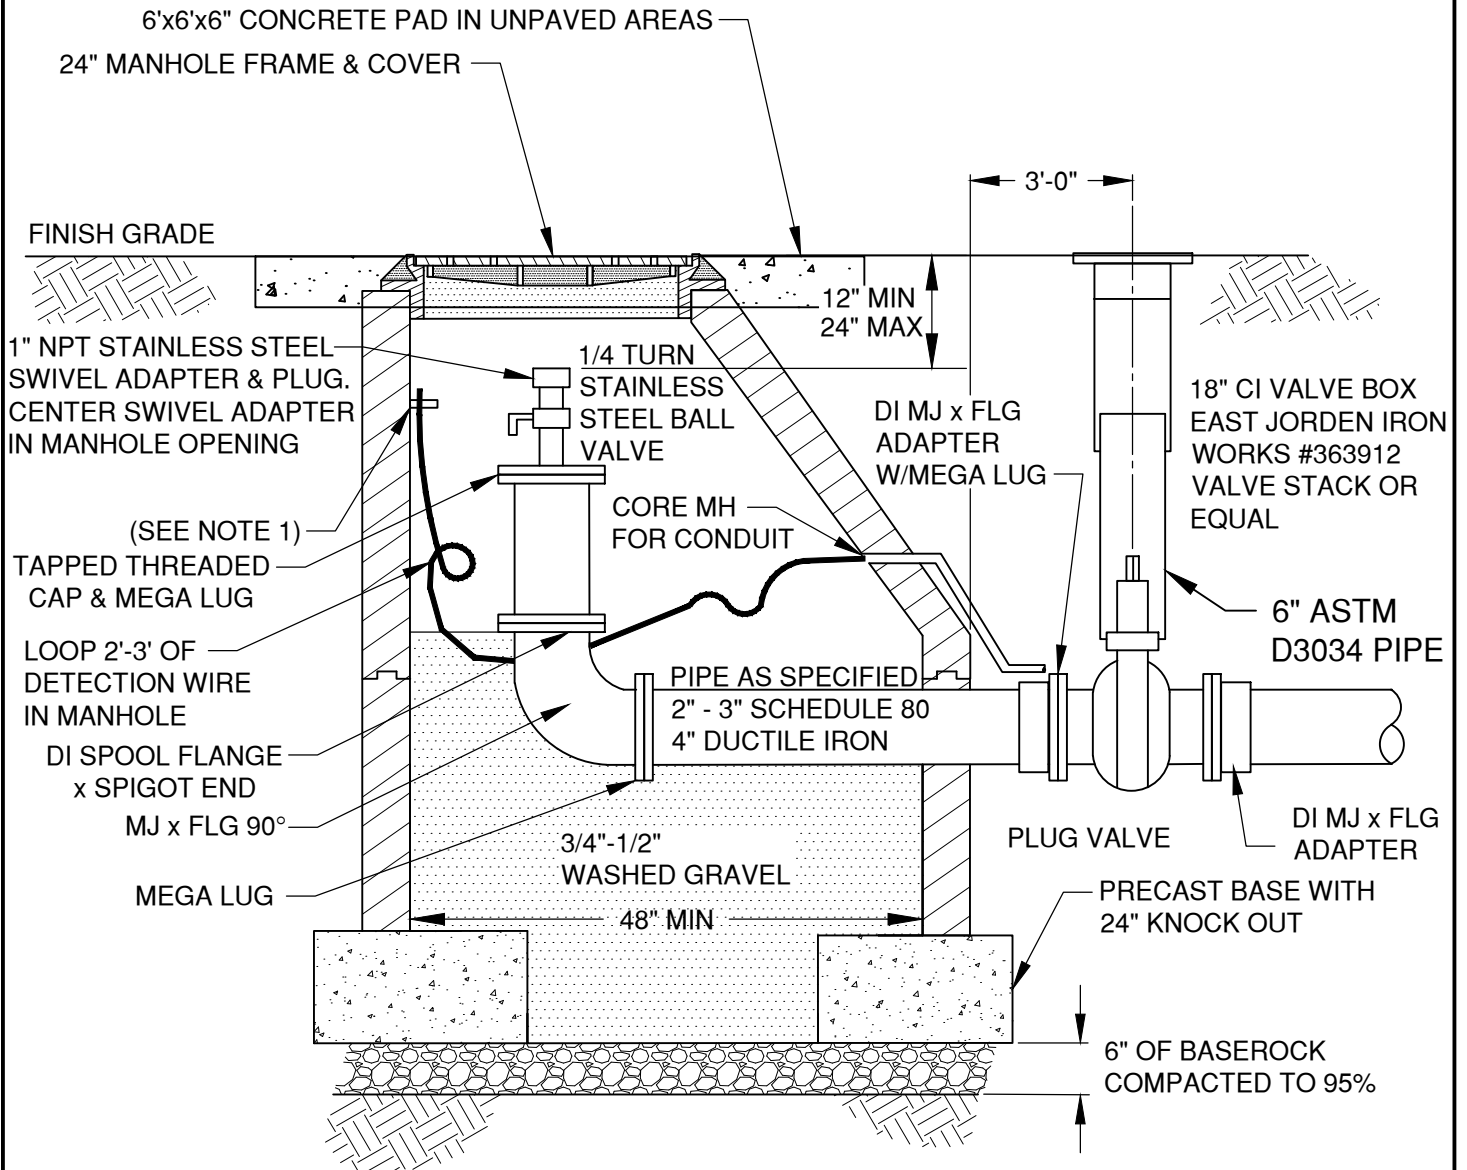 6'x6'x6" CONCRETE PAD IN UNPAVED AREAS
24" MANHOLE FRAME & COVER
3'-0"
FINISH GRADE
12" MIN
24" MAX
1" NPT STAINLESS STEEL
SWIVEL ADAPTER & PLUG.
CENTER SWIVEL ADAPTER
IN MANHOLE OPENING
1/4 TURN
STAINLESS
STEEL BALL
VALVE
DI MJ x FLG
ADAPTER
W/MEGA LUG
18" CI VALVE BOX
EAST JORDEN IRON
WORKS #363912
VALVE STACK OR
EQUAL
(SEE NOTE 1)
TAPPED THREADED
CAP & MEGA LUG
CORE MH
FOR CONDUIT
6" ASTM
D3034 PIPE
LOOP 2'-3' OF
DETECTION WIRE
IN MANHOLE
PIPE AS SPECIFIED
2" - 3" SCHEDULE 80
4" DUCTILE IRON
DI SPOOL FLANGE
x SPIGOT END
MJ x FLG 90°
MEGA LUG
3/4"-1/2"
WASHED GRAVEL
PLUG VALVE
DI MJ x FLG
ADAPTER
48" MIN
PRECAST BASE WITH
24" KNOCK OUT
6" OF BASEROCK
COMPACTED TO 95%